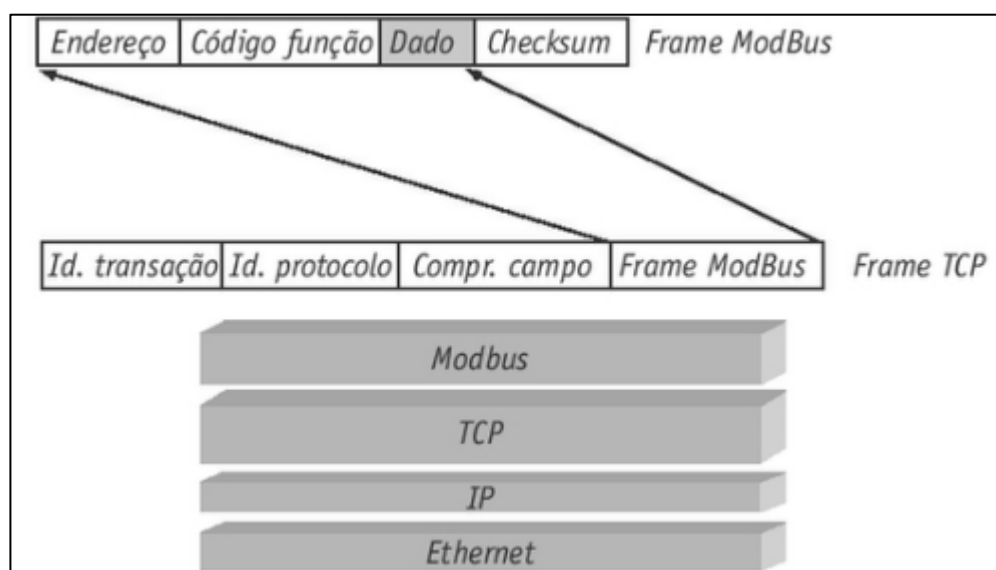 Endereço Código função Dado Checksum Frame ModBus
Id. transação Id. protocolo Compr. campo Frame ModBus Frame TCP
Modbus
TCP
IP
Ethernet